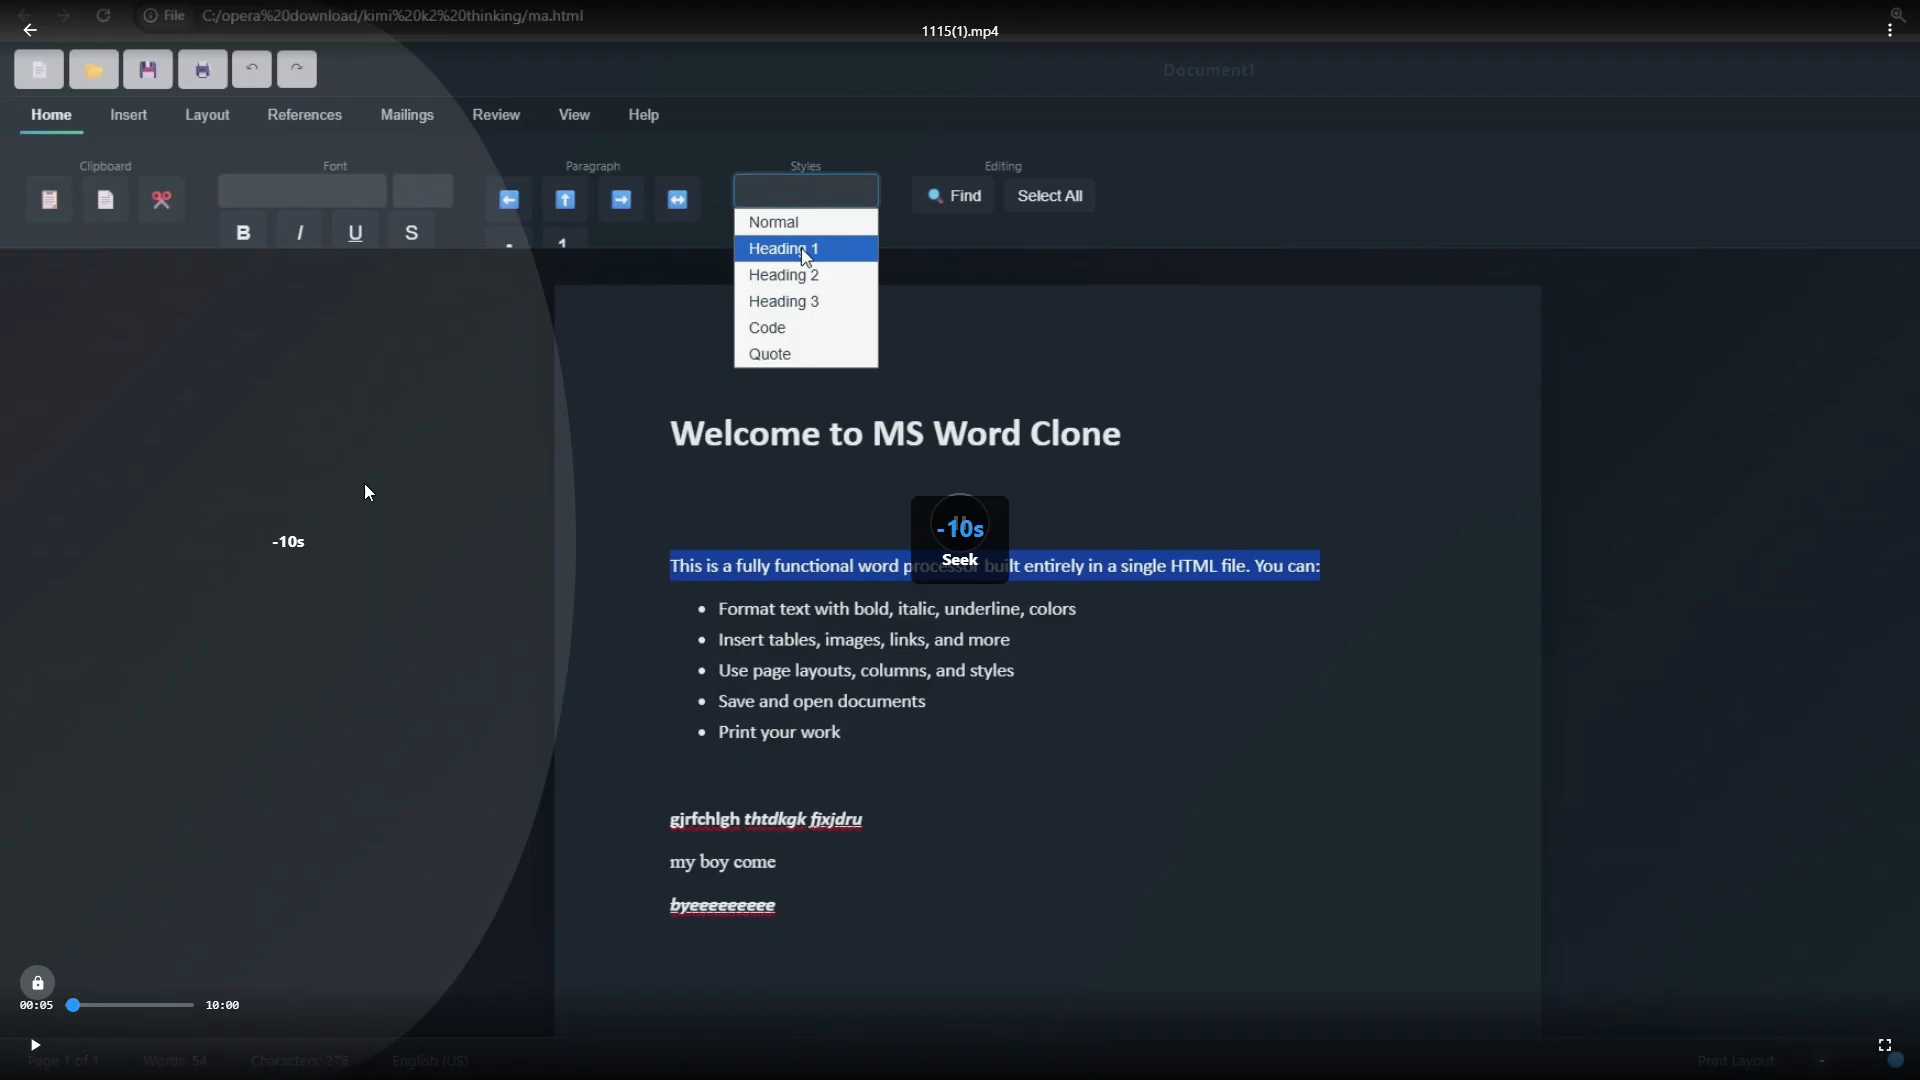 File C:/opera%20download/kimi%20k2%20thinking/ma.html
1115(1).mp4
Document1
Home Insert Layout References Mailings Review View Help
Clipboard Font Paragraph Styles Editing
Find Select All
B I U S
1
Normal
Heading 1
Heading 2
Heading 3
Code
Quote
Welcome to MS Word Clone
-10s
-10s
Seek
This is a fully functional word processor built entirely in a single HTML file. You can:
• Format text with bold, italic, underline, colors
• Insert tables, images, links, and more
• Use page layouts, columns, and styles
• Save and open documents
• Print your work
gjrfchlgh thtdkgk fjxjdru
my boy come
byeeeeeeeee
00:05 10:00
Page 1 of 1 Words: 54 Characters: 276 English (US) Print Layout